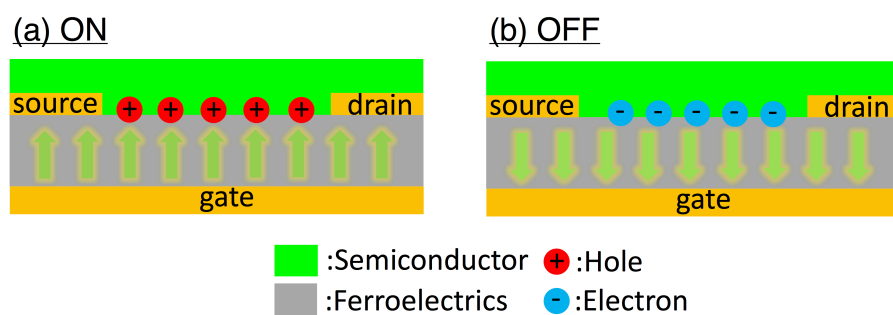 (a) ON
(b) OFF
source
+ + + + +
drain
gate
source
- - - - -
drain
gate
:Semiconductor
+ :Hole
:Ferroelectrics
- :Electron